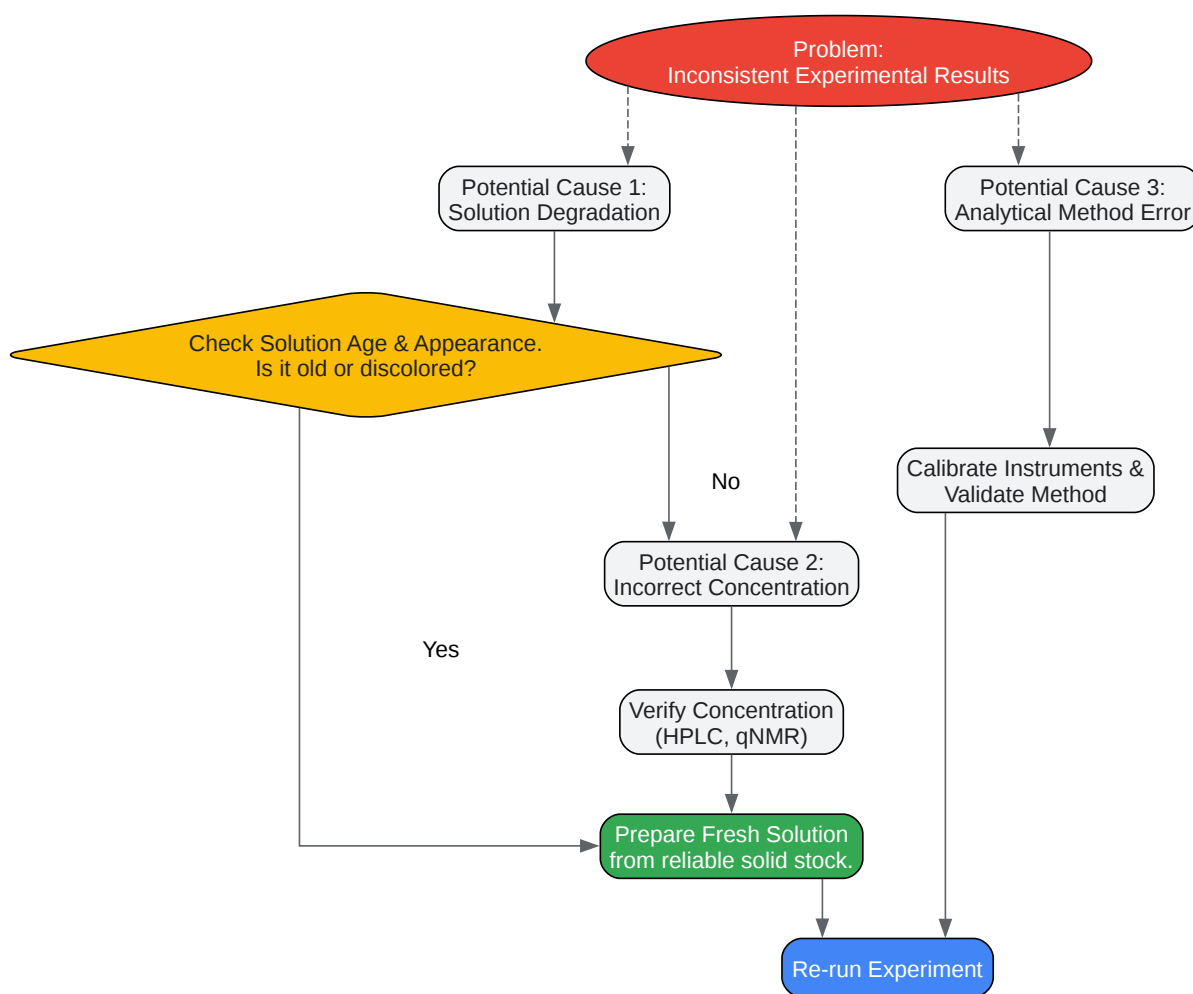 Problem:
Inconsistent Experimental Results
Potential Cause 1:
Solution Degradation
Potential Cause 3:
Analytical Method Error
Check Solution Age & Appearance.
Is it old or discolored?
Calibrate Instruments &
Validate Method
No
Potential Cause 2:
Incorrect Concentration
Yes
Verify Concentration
(HPLC, qNMR)
Prepare Fresh Solution
from reliable solid stock.
Re-run Experiment